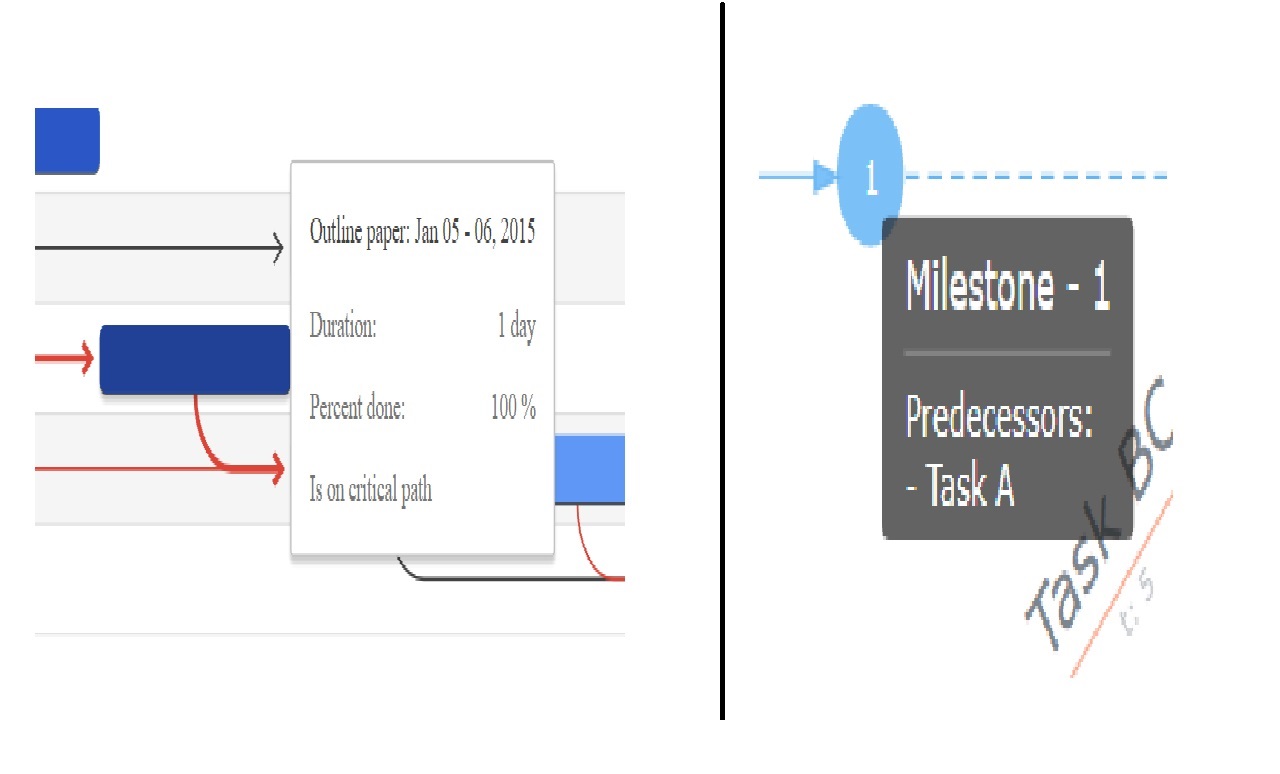 Outline paper: Jan 05 - 06, 2015
Duration: 1 day
Percent done: 100 %
Is on critical path
1
Milestone - 1
Predecessors:
- Task A
Task BC
t: 5